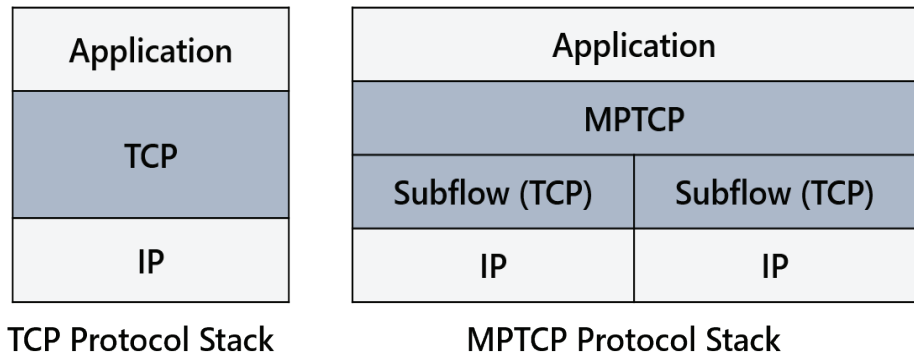 Application
TCP
IP
TCP Protocol Stack
Application
MPTCP
Subflow (TCP)
Subflow (TCP)
IP
IP
MPTCP Protocol Stack